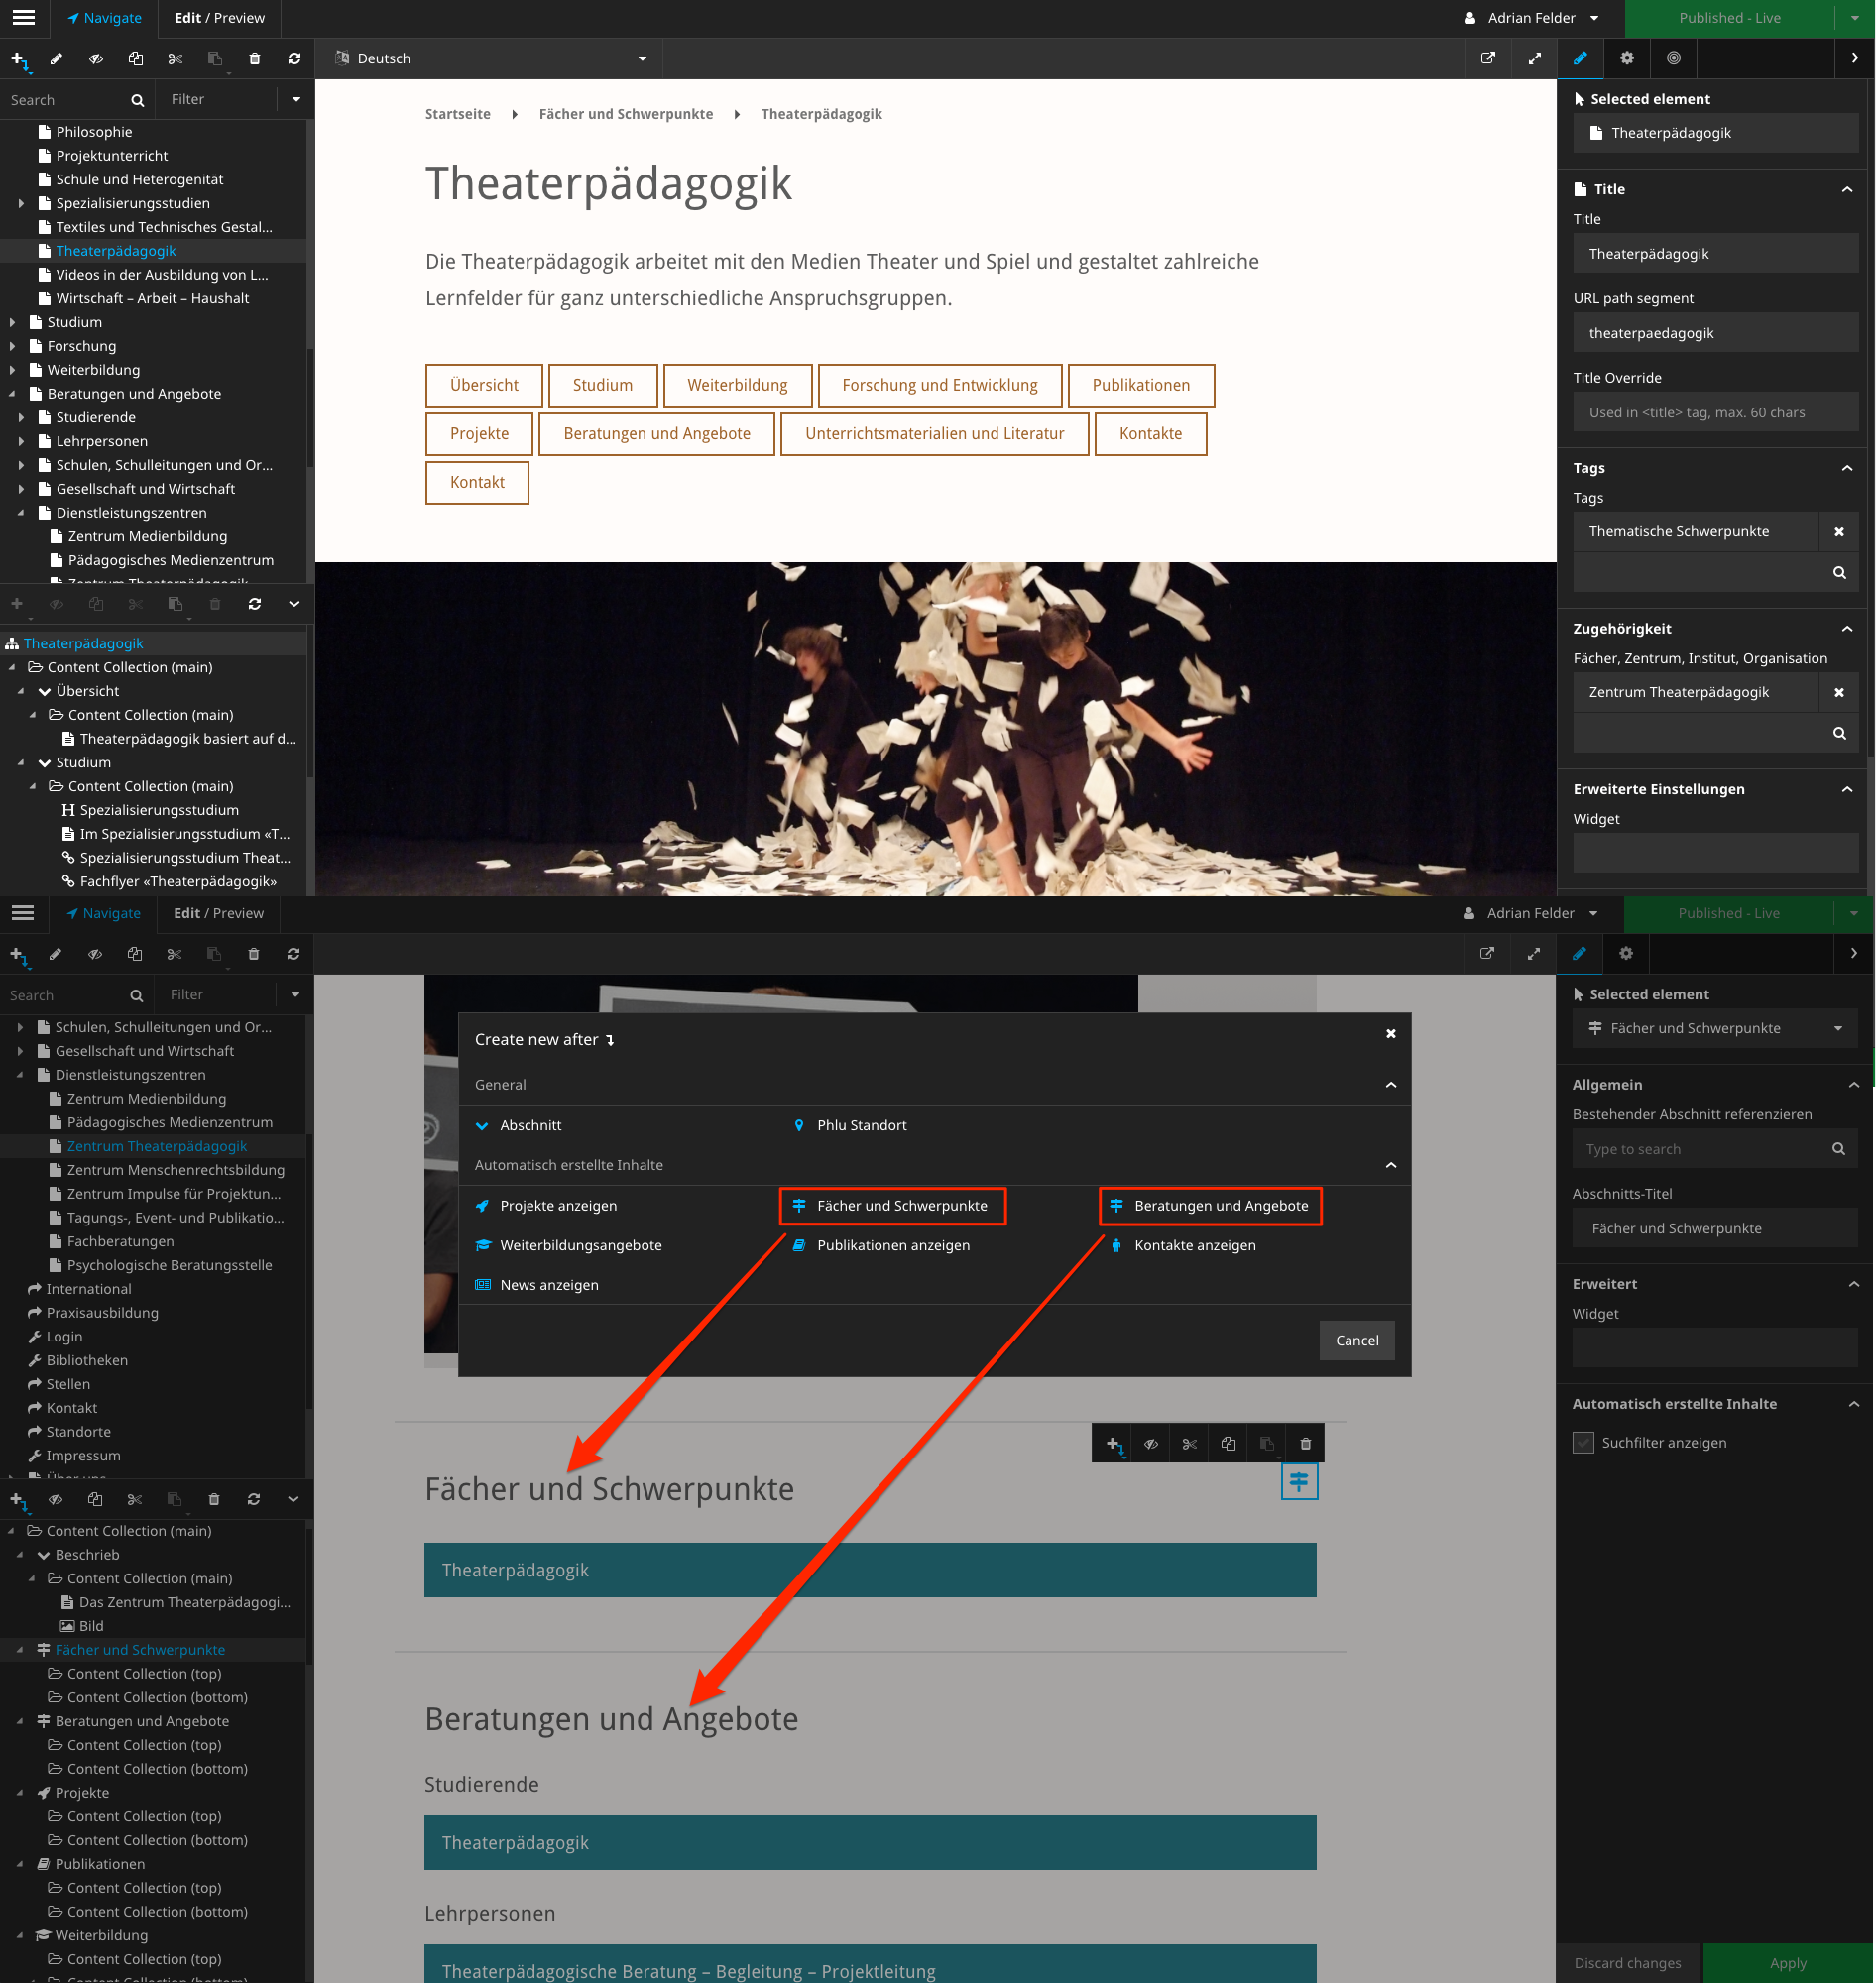 Navigate
Edit / Preview
Adrian Felder
Published - Live
Deutsch
Search
Filter
Philosophie
Projektunterricht
Schule und Heterogenität
Spezialisierungsstudien
Textiles und Technisches Gestal...
Theaterpädagogik
Videos in der Ausbildung von L...
Wirtschaft – Arbeit – Haushalt
Studium
Forschung
Weiterbildung
Beratungen und Angebote
Studierende
Lehrpersonen
Schulen, Schulleitungen und Or...
Gesellschaft und Wirtschaft
Dienstleistungszentren
Zentrum Medienbildung
Pädagogisches Medienzentrum
Zentrum Theaterpädagogik
Theaterpädagogik
Content Collection (main)
Übersicht
Content Collection (main)
Theaterpädagogik basiert auf d...
Studium
Content Collection (main)
Spezialisierungsstudium
Im Spezialisierungsstudium «T...
Spezialisierungsstudium Theat...
Fachflyer «Theaterpädagogik»
Startseite
Fächer und Schwerpunkte
Theaterpädagogik
Theaterpädagogik
Die Theaterpädagogik arbeitet mit den Medien Theater und Spiel und gestaltet zahlreiche
Lernfelder für ganz unterschiedliche Anspruchsgruppen.
Übersicht
Studium
Weiterbildung
Forschung und Entwicklung
Publikationen
Projekte
Beratungen und Angebote
Unterrichtsmaterialien und Literatur
Kontakte
Kontakt
Selected element
Theaterpädagogik
Title
Title
Theaterpädagogik
URL path segment
theaterpaedagogik
Title Override
Used in <title> tag, max. 60 chars
Tags
Tags
Thematische Schwerpunkte
Zugehörigkeit
Fächer, Zentrum, Institut, Organisation
Zentrum Theaterpädagogik
Erweiterte Einstellungen
Widget
Navigate
Edit / Preview
Adrian Felder
Published - Live
Search
Filter
Schulen, Schulleitungen und Or...
Gesellschaft und Wirtschaft
Dienstleistungszentren
Zentrum Medienbildung
Pädagogisches Medienzentrum
Zentrum Theaterpädagogik
Zentrum Menschenrechtsbildung
Zentrum Impulse für Projektun...
Tagungs-, Event- und Publikatio...
Fachberatungen
Psychologische Beratungsstelle
International
Praxisausbildung
Login
Bibliotheken
Stellen
Kontakt
Standorte
Impressum
Über uns
Content Collection (main)
Beschrieb
Content Collection (main)
Das Zentrum Theaterpädagogi...
Bild
Fächer und Schwerpunkte
Content Collection (top)
Content Collection (bottom)
Beratungen und Angebote
Content Collection (top)
Content Collection (bottom)
Projekte
Content Collection (top)
Content Collection (bottom)
Publikationen
Content Collection (top)
Content Collection (bottom)
Weiterbildung
Content Collection (top)
Content Collection (bottom)
Create new after
General
Abschnitt
Phlu Standort
Automatisch erstellte Inhalte
Projekte anzeigen
Fächer und Schwerpunkte
Beratungen und Angebote
Weiterbildungsangebote
Publikationen anzeigen
Kontakte anzeigen
News anzeigen
Cancel
Fächer und Schwerpunkte
Theaterpädagogik
Beratungen und Angebote
Studierende
Theaterpädagogik
Lehrpersonen
Theaterpädagogische Beratung – Begleitung – Projektleitung
Selected element
Fächer und Schwerpunkte
Allgemein
Bestehender Abschnitt referenzieren
Type to search
Abschnitts-Titel
Fächer und Schwerpunkte
Erweitert
Widget
Automatisch erstellte Inhalte
Suchfilter anzeigen
Discard changes
Apply